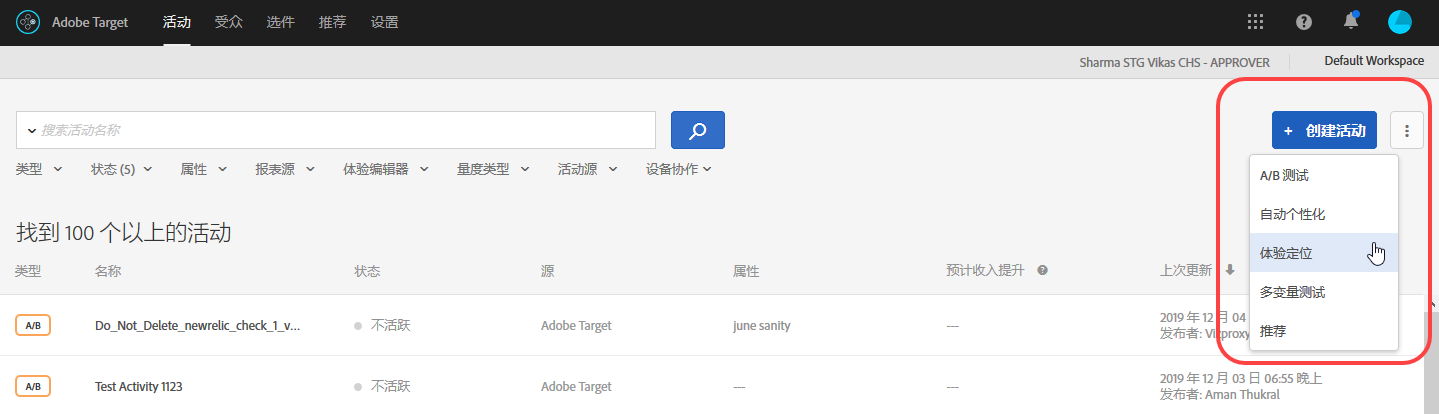 Adobe Target 活动 受众 选件 推荐 设置
Sharma STG Vikas CHS - APPROVER Default Workspace
搜索活动名称
+ 创建活动
类型 状态 (5) 属性 报表源 体验编辑器 量度类型 活动源 设备协作
A/B 测试
自动个性化
体验定位
多变量测试
推荐
找到 100 个以上的活动
类型 名称 状态 源 属性 预计收入提升 ? 上次更新
A/B Do_Not_Delete_newrelic_check_1_v... 不活跃 Adobe Target june sanity --- 2019 年 12 月 04
发布者:
A/B Test Activity 1123 不活跃 Adobe Target --- --- 2019 年 12 月 03 日 06:55 晚上
发布者: Aman Thukral